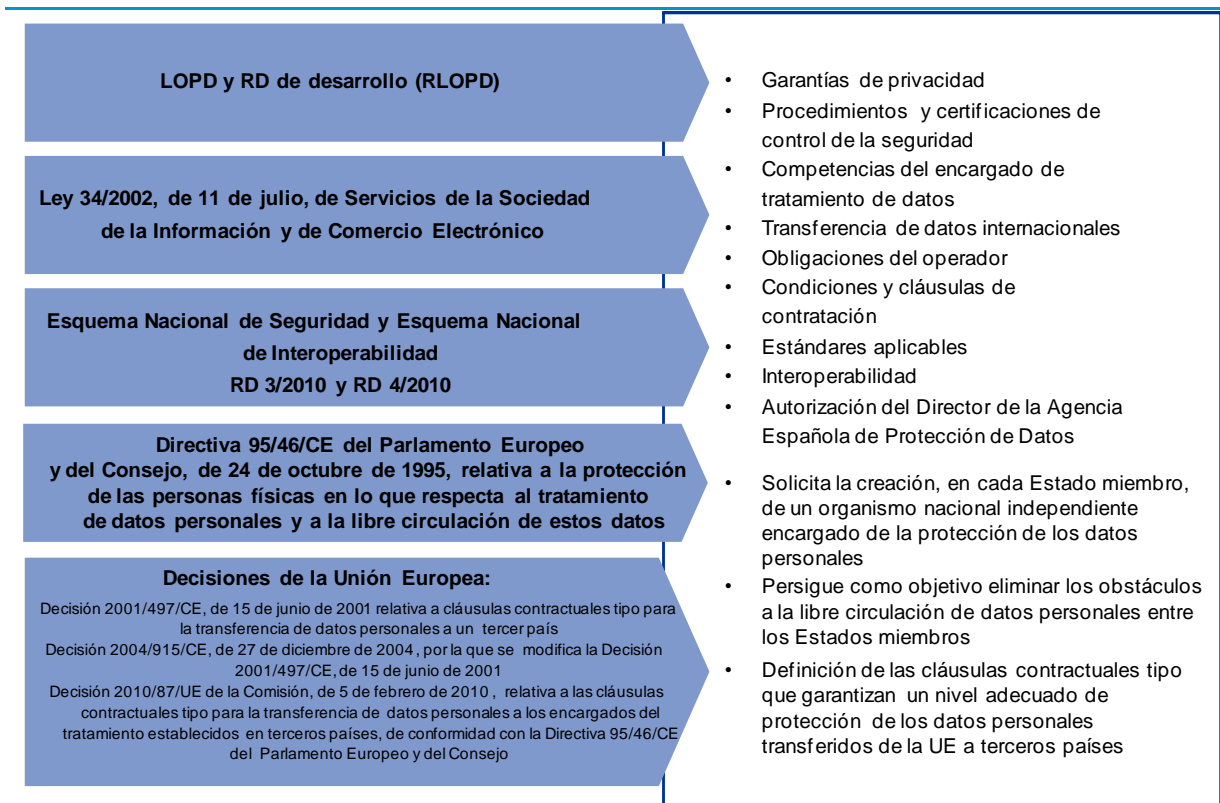 LOPD y RD de desarrollo (RLOPD)
Ley 34/2002, de 11 de julio, de Servicios de la Sociedad
de la Información y de Comercio Electrónico
Esquema Nacional de Seguridad y Esquema Nacional
de Interoperabilidad
RD 3/2010 y RD 4/2010
Directiva 95/46/CE del Parlamento Europeo
y del Consejo, de 24 de octubre de 1995, relativa a la protección
de las personas físicas en lo que respecta al tratamiento
de datos personales y a la libre circulación de estos datos
Decisiones de la Unión Europea:
Decisión 2001/497/CE, de 15 de junio de 2001 relativa a cláusulas contractuales tipo para
la transferencia de datos personales a un tercer país
Decisión 2004/915/CE, de 27 de diciembre de 2004, por la que se modifica la Decisión
2001/497/CE, de 15 de junio de 2001
Decisión 2010/87/UE de la Comisión, de 5 de febrero de 2010 , relativa a las cláusulas
contractuales tipo para la transferencia de datos personales a los encargados del
tratamiento establecidos en terceros países, de conformidad con la Directiva 95/46/CE
del Parlamento Europeo y del Consejo
• Garantías de privacidad
• Procedimientos y certificaciones de
control de la seguridad
• Competencias del encargado de
tratamiento de datos
• Transferencia de datos internacionales
• Obligaciones del operador
• Condiciones y cláusulas de
contratación
• Estándares aplicables
• Interoperabilidad
• Autorización del Director de la Agencia
Española de Protección de Datos
• Solicita la creación, en cada Estado miembro,
de un organismo nacional independiente
encargado de la protección de los datos
personales
• Persigue como objetivo eliminar los obstáculos
a la libre circulación de datos personales entre
los Estados miembros
• Definición de las cláusulas contractuales tipo
que garantizan un nivel adecuado de
protección de los datos personales
transferidos de la UE a terceros países